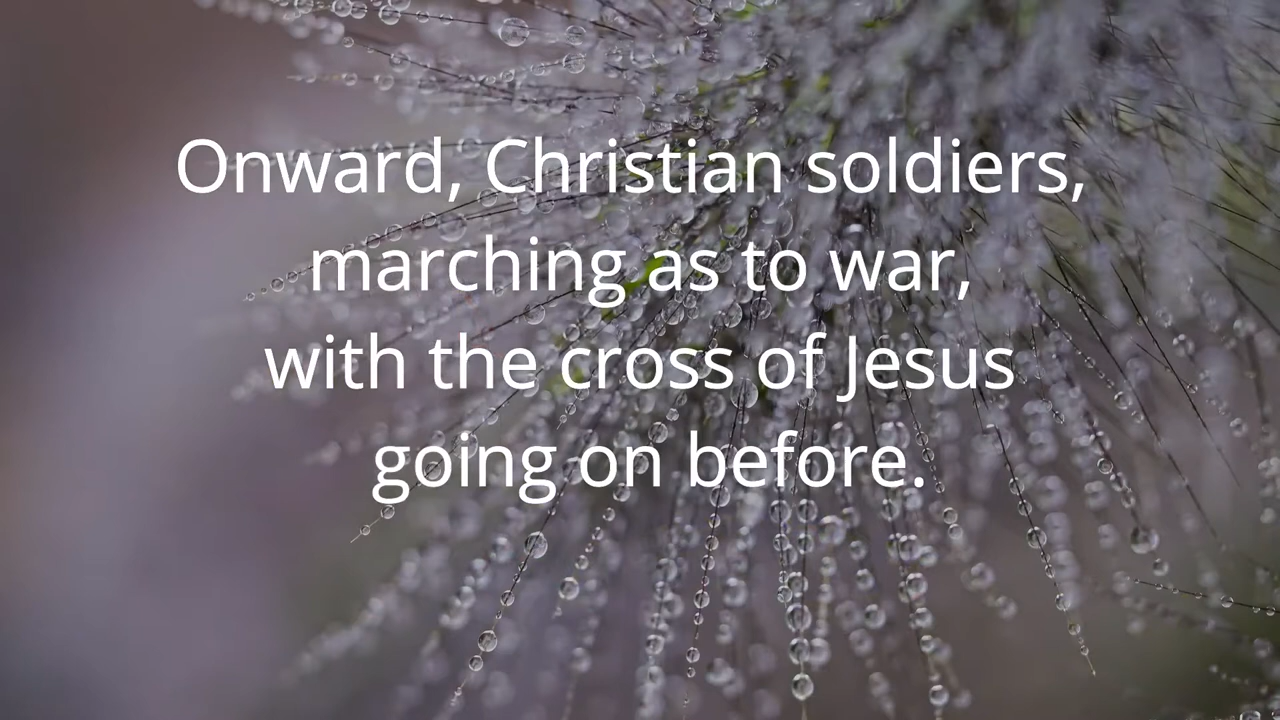 Onward, Christian soldiers,
marching as to war,
with the cross of Jesus
going on before.